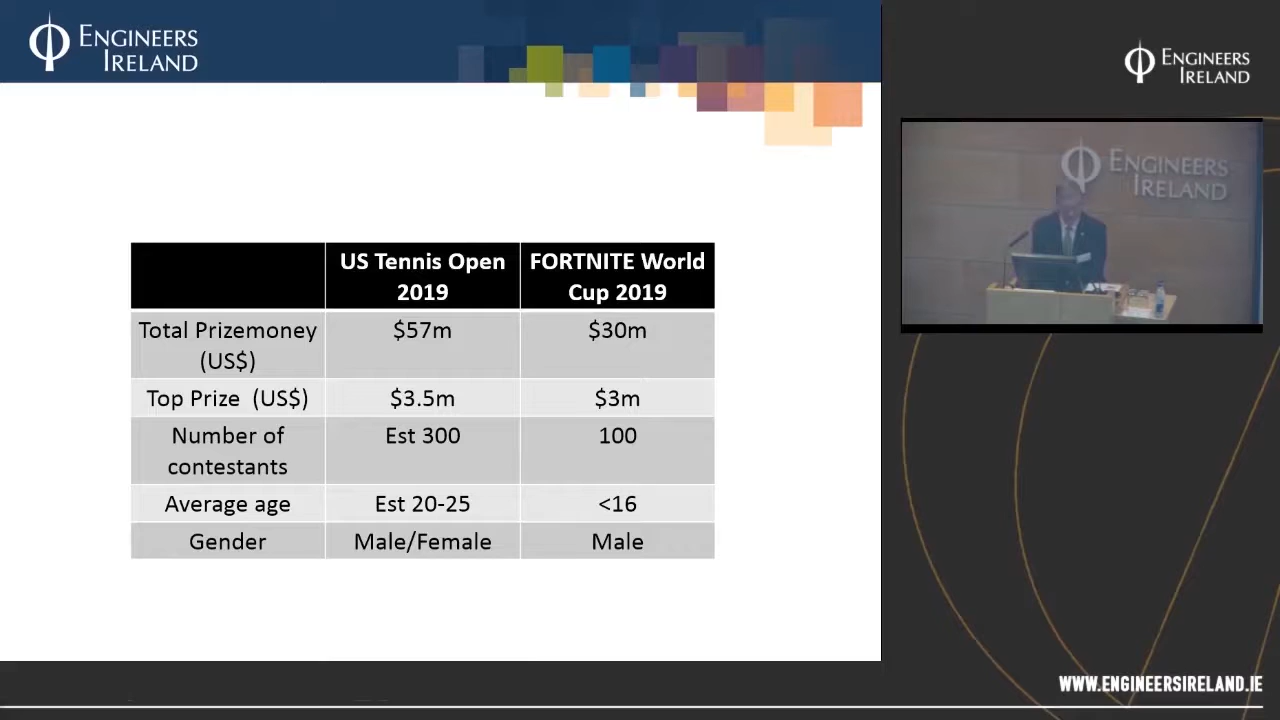 ENGINEERS
IRELAND
US Tennis Open
2019
FORTNITE World
Cup 2019
Total Prizemoney
(US$)
$57m
$30m
Top Prize (US$)
$3.5m
$3m
Number of
contestants
Est 300
100
Average age
Est 20-25
<16
Gender
Male/Female
Male
ENGINEERS
IRELAND
ENGINEERS
IRELAND
WWW.ENGINEERSIRELAND.IE